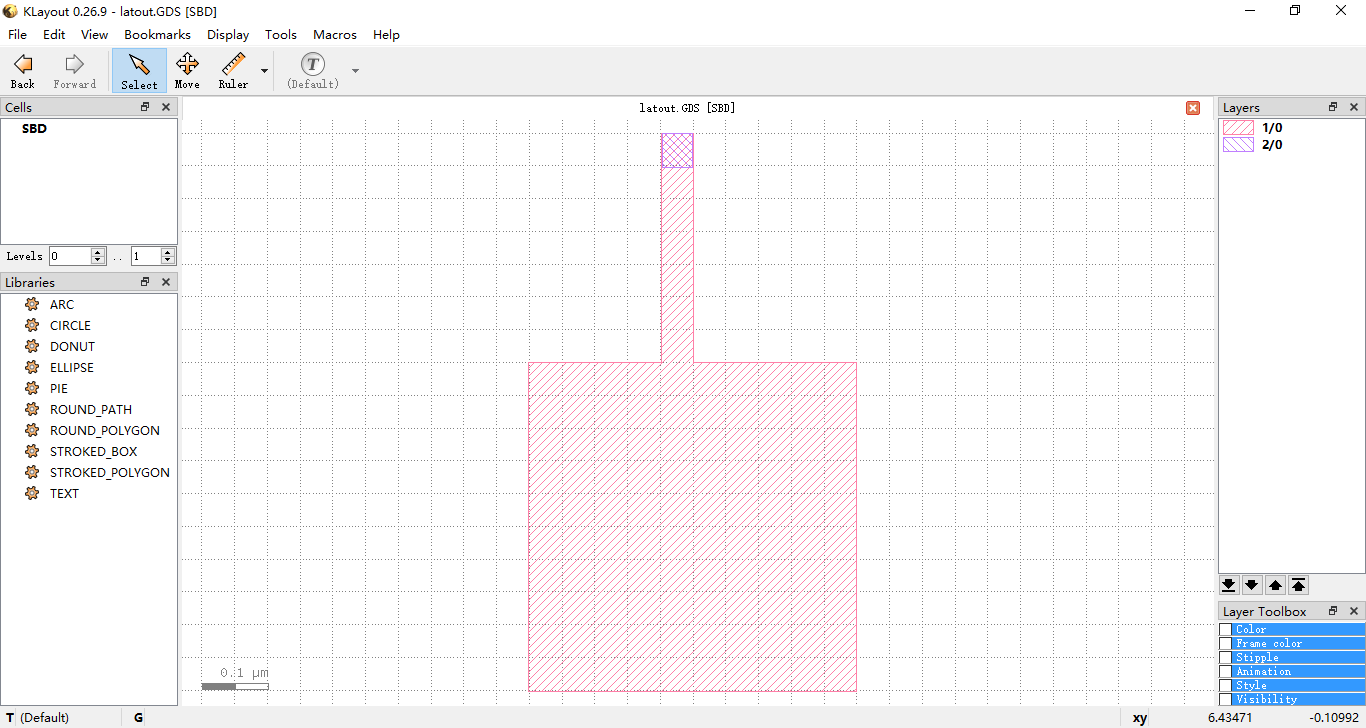 KLayout 0.26.9 - latout.GDS [SBD]
File Edit View Bookmarks Display Tools Macros Help
Back Forward Select Move Ruler T (Default)
Cells
SBD
Levels 0 .. 1
Libraries
ARC
CIRCLE
DONUT
ELLIPSE
PIE
ROUND_PATH
ROUND_POLYGON
STROKED_BOX
STROKED_POLYGON
TEXT
latout.GDS [SBD]
0.1 μm
Layers
1/0
2/0
Layer Toolbox
Color
Frame color
Stipple
Animation
Style
Visibility
T (Default) G xy 6.43471 -0.10992